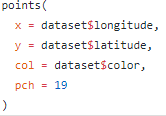 points(
  x = dataset$longitude,
  y = dataset$latitude,
  col = dataset$color,
  pch = 19
)